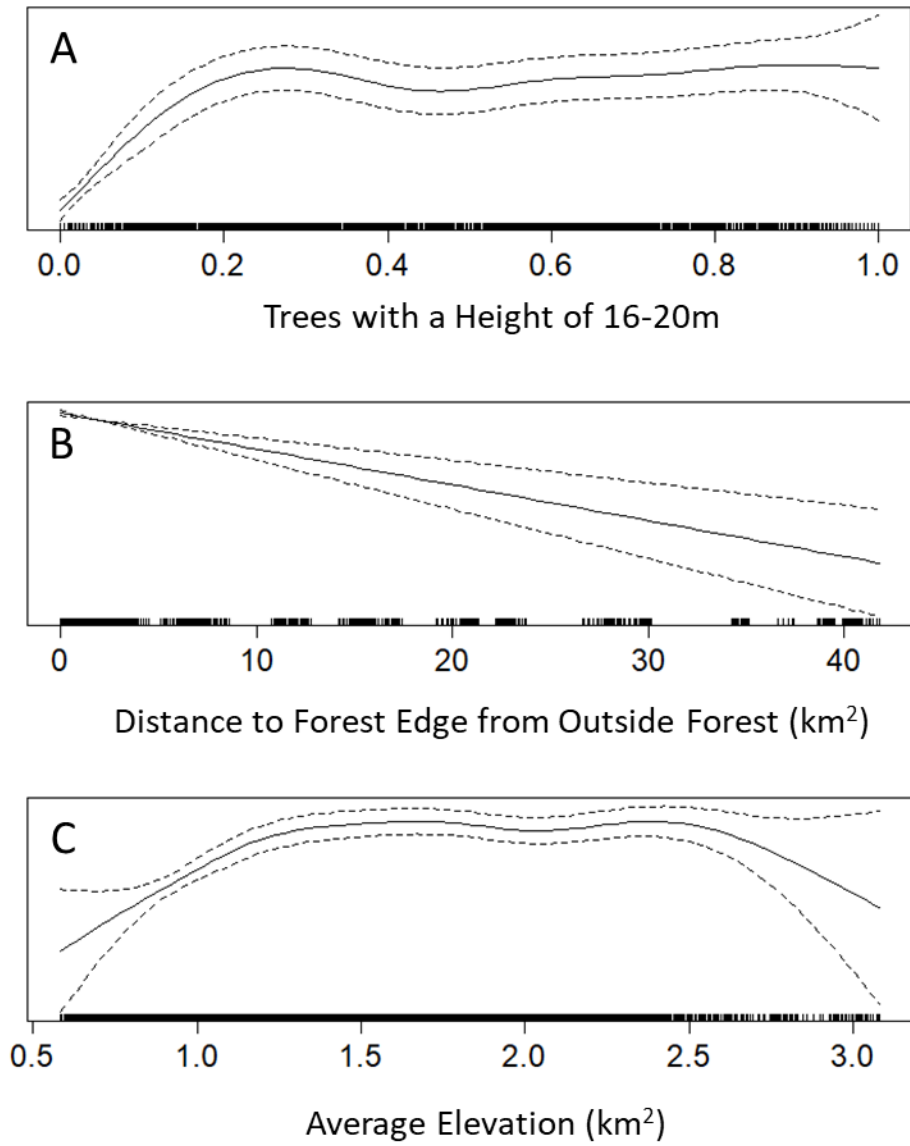 A
0.0 0.2 0.4 0.6 0.8 1.0
Trees with a Height of 16-20m
B
0 10 20 30 40
Distance to Forest Edge from Outside Forest (km²)
C
0.5 1.0 1.5 2.0 2.5 3.0
Average Elevation (km²)